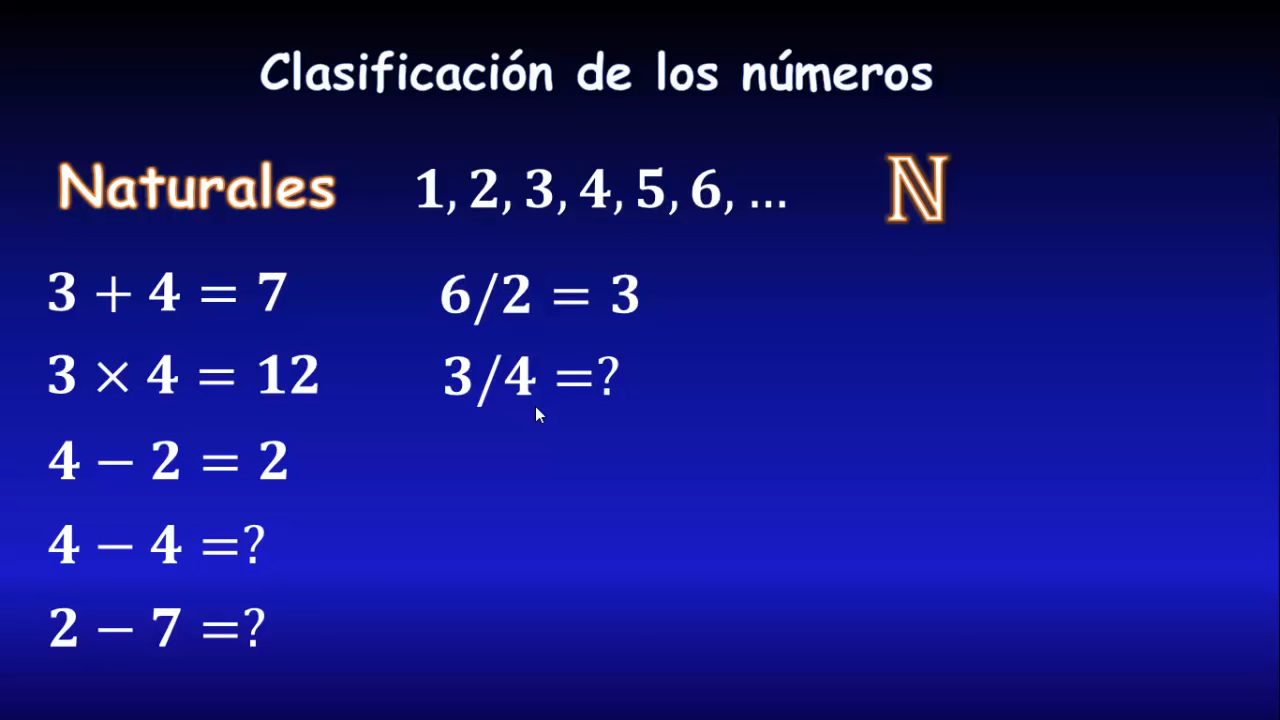 Clasificación de los números
Naturales 1, 2, 3, 4, 5, 6, … ℕ
3 + 4 = 7 6/2 = 3
3 × 4 = 12 3/4 =?
4 − 2 = 2
4 − 4 =?
2 − 7 =?